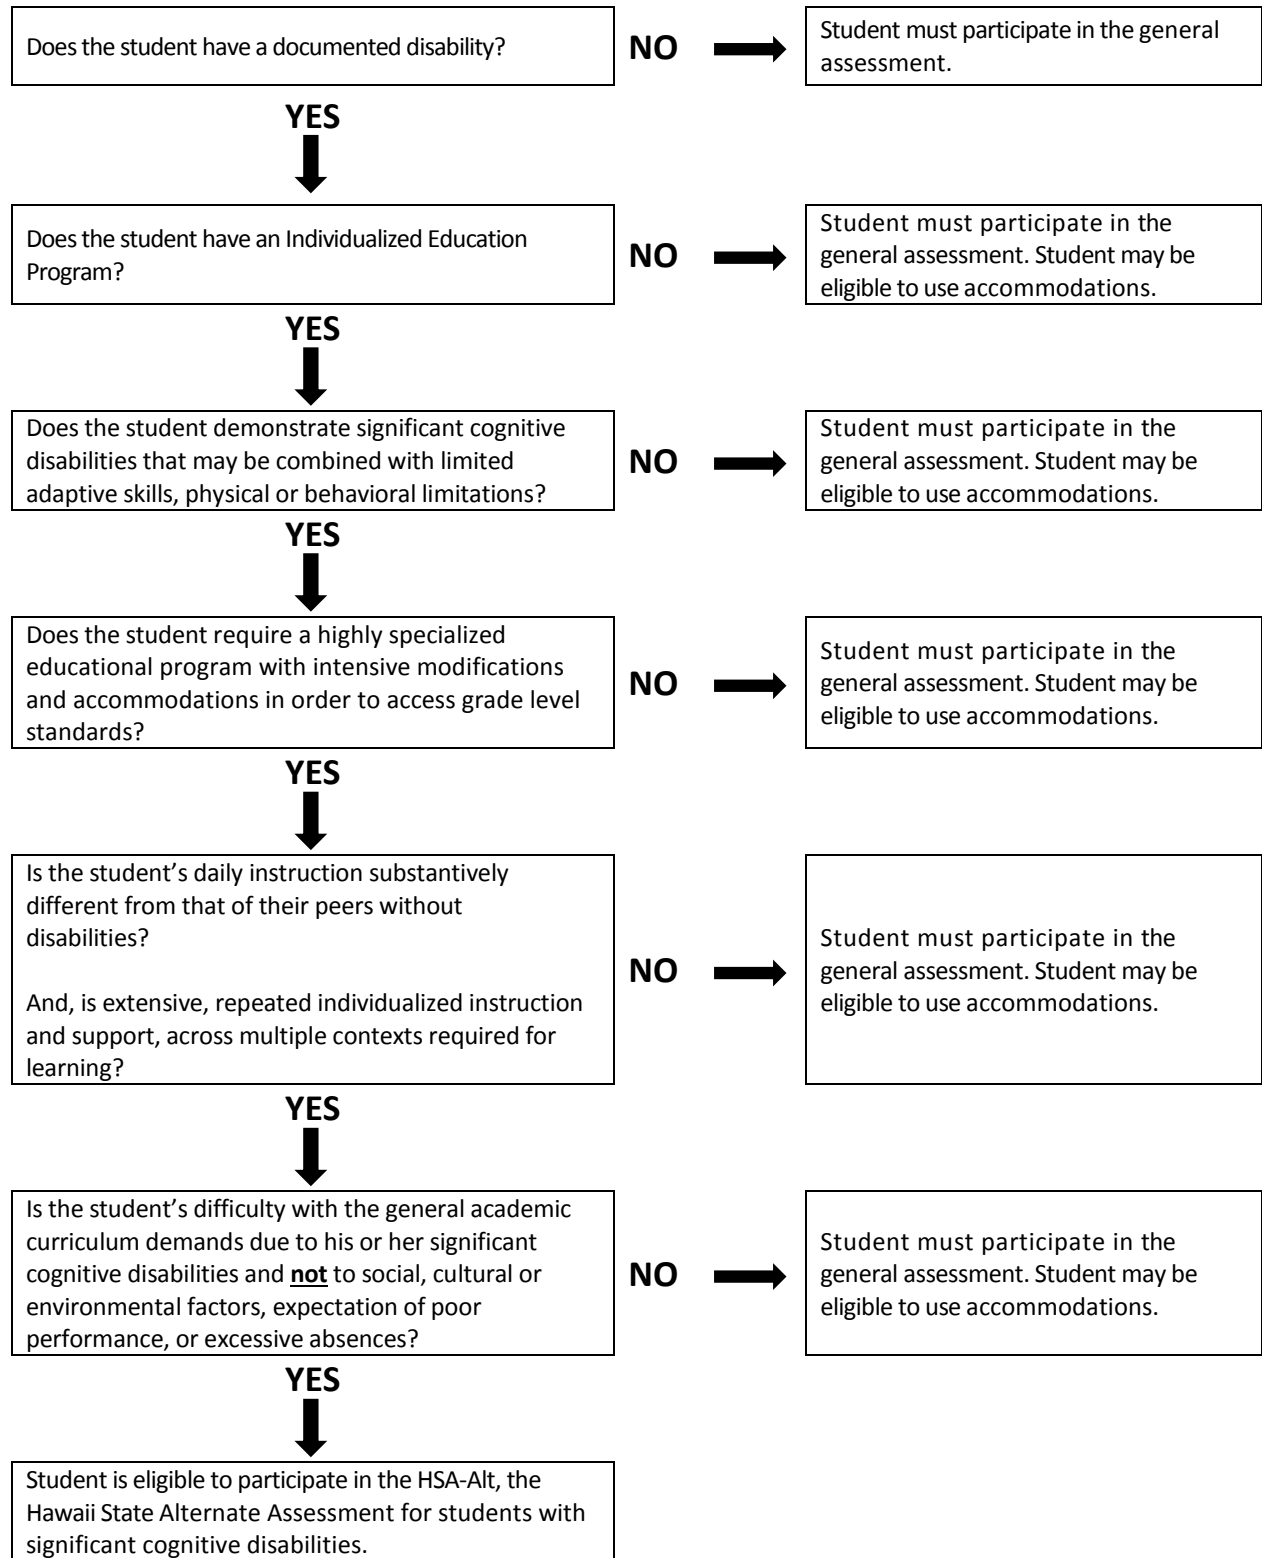 Does the student have a documented disability?
NO
Student must participate in the general
assessment.
YES
Does the student have an Individualized Education
Program?
NO
Student must participate in the
general assessment. Student may be
eligible to use accommodations.
YES
Does the student demonstrate significant cognitive
disabilities that may be combined with limited
adaptive skills, physical or behavioral limitations?
NO
Student must participate in the
general assessment. Student may be
eligible to use accommodations.
YES
Does the student require a highly specialized
educational program with intensive modifications
and accommodations in order to access grade level
standards?
NO
Student must participate in the
general assessment. Student may be
eligible to use accommodations.
YES
Is the student’s daily instruction substantively
different from that of their peers without
disabilities?
And, is extensive, repeated individualized instruction
and support, across multiple contexts required for
learning?
NO
Student must participate in the
general assessment. Student may be
eligible to use accommodations.
YES
Is the student’s difficulty with the general academic
curriculum demands due to his or her significant
cognitive disabilities and not to social, cultural or
environmental factors, expectation of poor
performance, or excessive absences?
NO
Student must participate in the
general assessment. Student may be
eligible to use accommodations.
YES
Student is eligible to participate in the HSA-Alt, the
Hawaii State Alternate Assessment for students with
significant cognitive disabilities.